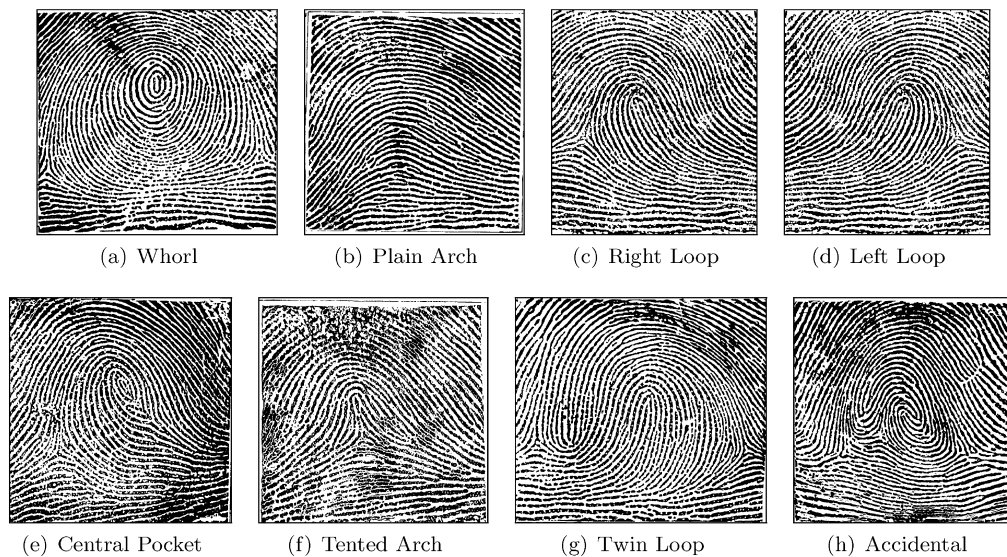 (a) Whorl
(b) Plain Arch
(c) Right Loop
(d) Left Loop
(e) Central Pocket
(f) Tented Arch
(g) Twin Loop
(h) Accidental